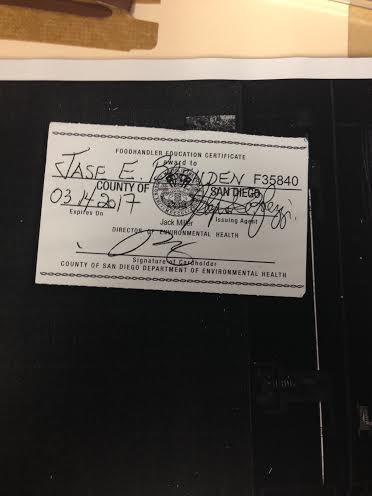 FOODHANDLER EDUCATION CERTIFICATE
award to
JASE E. F35840
COUNTY OF SAN DIEGO
03/14/2017
Expires On Issuing Agent
Jack Miller
DIRECTOR OF ENVIRONMENTAL HEALTH
Signature of Cardholder
COUNTY OF SAN DIEGO DEPARTMENT OF ENVIRONMENTAL HEALTH